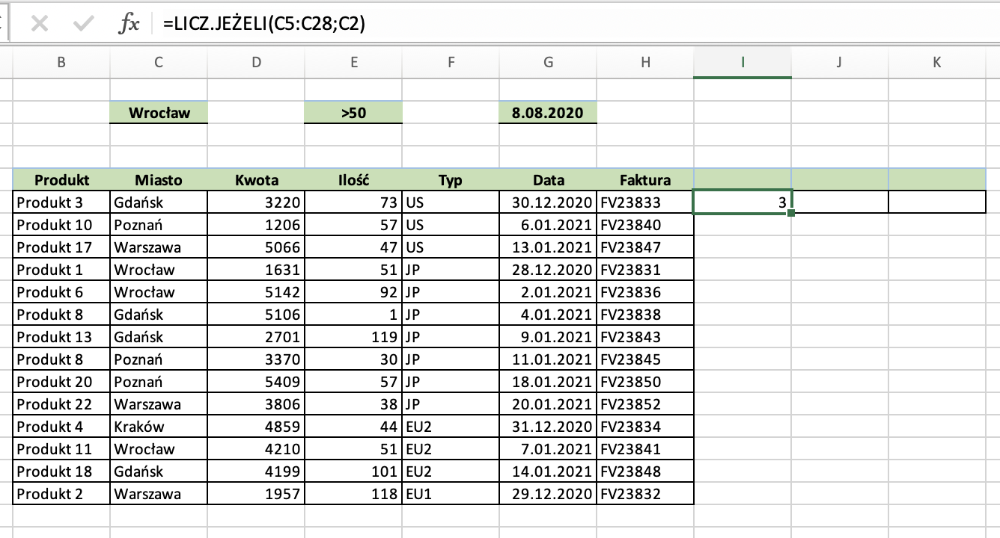 fx =LICZ.JEŻELI(C5:C28;C2)
B C D E F G H I J K
Wrocław >50 8.08.2020
Produkt Miasto Kwota Ilość Typ Data Faktura
Produkt 3 Gdańsk 3220 73 US 30.12.2020 FV23833 3
Produkt 10 Poznań 1206 57 US 6.01.2021 FV23840
Produkt 17 Warszawa 5066 47 US 13.01.2021 FV23847
Produkt 1 Wrocław 1631 51 JP 28.12.2020 FV23831
Produkt 6 Wrocław 5142 92 JP 2.01.2021 FV23836
Produkt 8 Gdańsk 5106 1 JP 4.01.2021 FV23838
Produkt 13 Gdańsk 2701 119 JP 9.01.2021 FV23843
Produkt 8 Poznań 3370 30 JP 11.01.2021 FV23845
Produkt 20 Poznań 5409 57 JP 18.01.2021 FV23850
Produkt 22 Warszawa 3806 38 JP 20.01.2021 FV23852
Produkt 4 Kraków 4859 44 EU2 31.12.2020 FV23834
Produkt 11 Wrocław 4210 51 EU2 7.01.2021 FV23841
Produkt 18 Gdańsk 4199 101 EU2 14.01.2021 FV23848
Produkt 2 Warszawa 1957 118 EU1 29.12.2020 FV23832